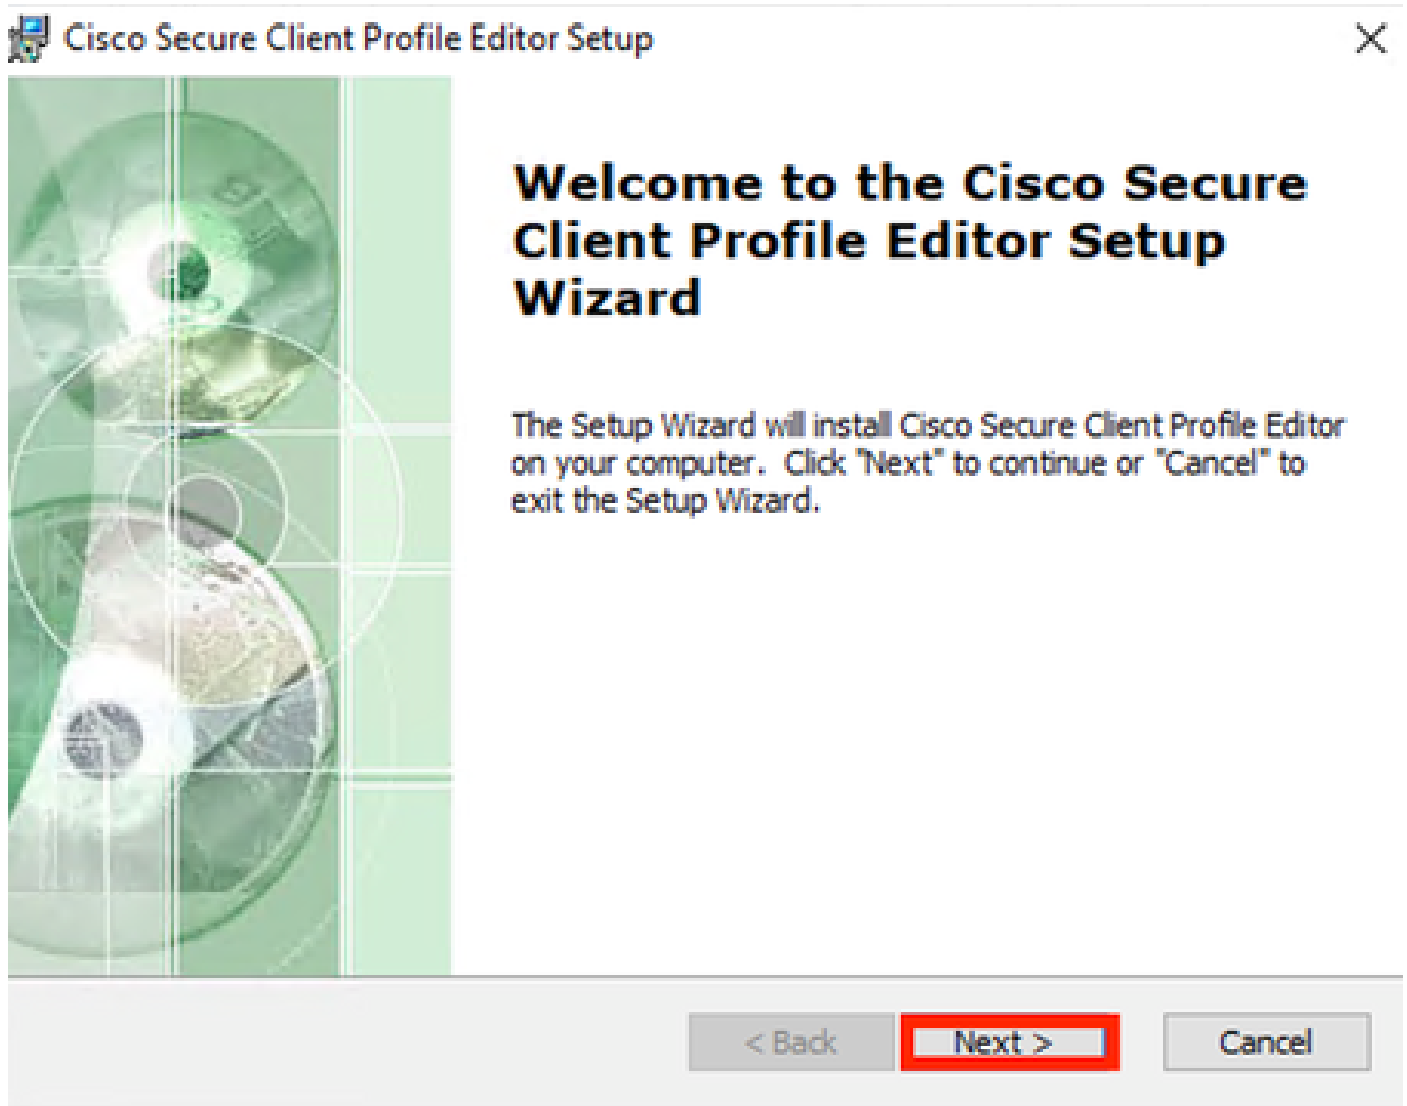 Cisco Secure Client Profile Editor Setup
Welcome to the Cisco Secure
Client Profile Editor Setup
Wizard
The Setup Wizard will install Cisco Secure Client Profile Editor
on your computer.  Click "Next" to continue or "Cancel" to
exit the Setup Wizard.
< Back
Next >
Cancel